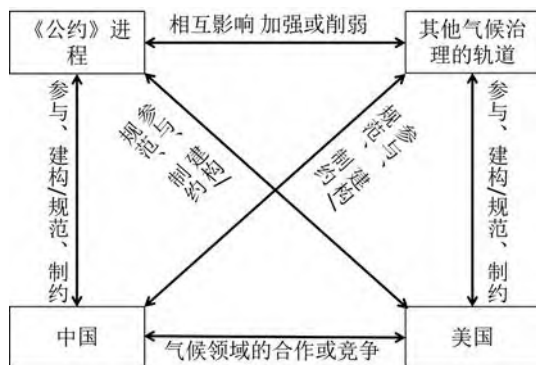 《公约》进
程
相互影响 加强或削弱
其他气候治
理的轨道
参与、建构/规范、制约
参与、建构/
规范、制约
参与、建构/
规范、制约
参与、建构/规范、制约
中国
气候领域的合作或竞争
美国